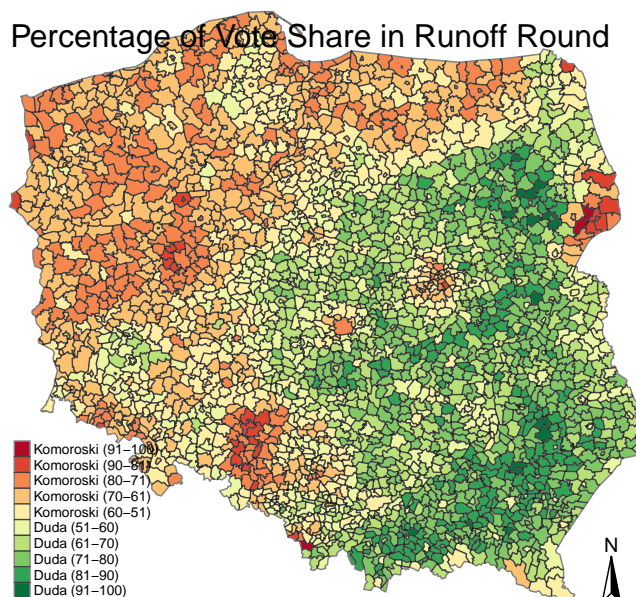 Percentage of Vote Share in Runoff Round
Komoroski (91–100)
Komoroski (90–81)
Komoroski (80–71)
Komoroski (70–61)
Komoroski (60–51)
Duda (51–60)
Duda (61–70)
Duda (71–80)
Duda (81–90)
Duda (91–100)
N